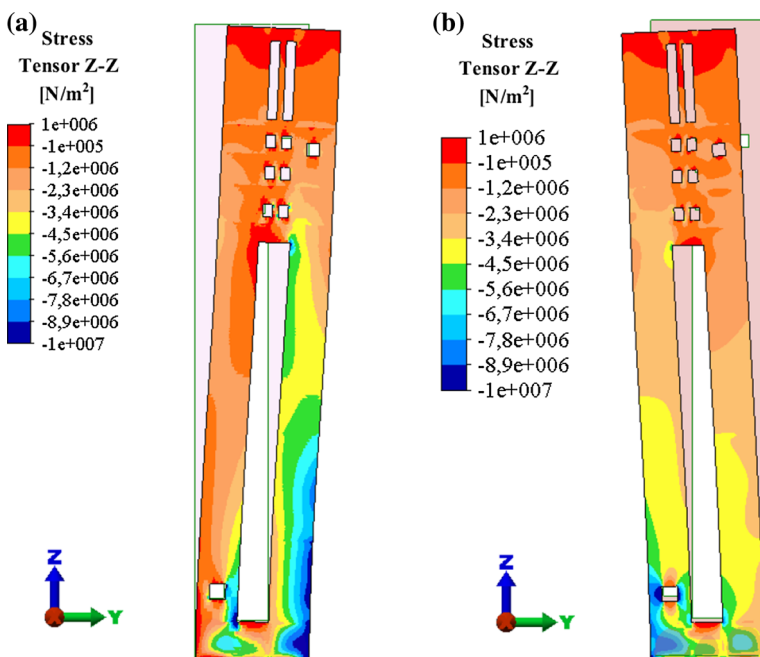 (a)
Stress
Tensor Z-Z
[N/m²]
1e+006
-1e+005
-1,2e+006
-2,3e+006
-3,4e+006
-4,5e+006
-5,6e+006
-6,7e+006
-7,8e+006
-8,9e+006
-1e+007
Z
Y
(b)
Stress
Tensor Z-Z
[N/m²]
1e+006
-1e+005
-1,2e+006
-2,3e+006
-3,4e+006
-4,5e+006
-5,6e+006
-6,7e+006
-7,8e+006
-8,9e+006
-1e+007
Z
Y